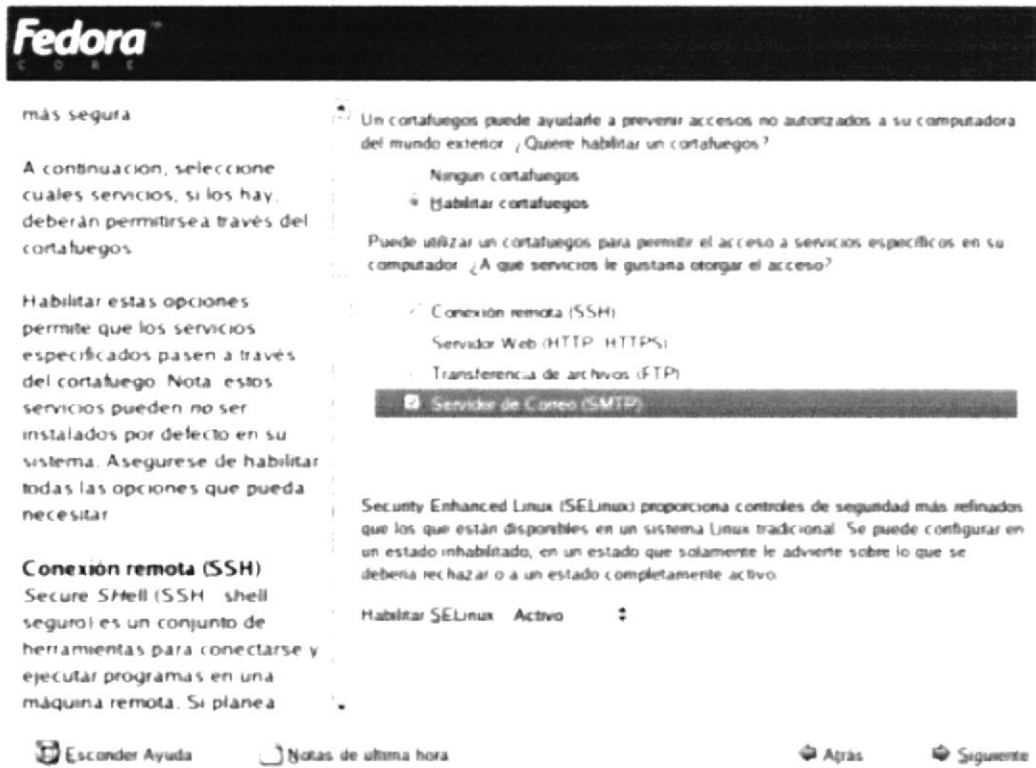 Fedora™
CORE
más segura
A continuación, seleccione
cuales servicios, si los hay,
deberán permitirse a través del
cortafuegos
Habilitar estas opciones
permite que los servicios
especificados pasen a través
del cortafuego. Nota estos
servicios pueden no ser
instalados por defecto en su
sistema. Asegurese de habilitar
todas las opciones que pueda
necesitar
Conexión remota (SSH)
Secure SHell (SSH shell
seguro) es un conjunto de
herramientas para conectarse y
ejecutar programas en una
máquina remota. Si planea
Un cortafuegos puede ayudarle a prevenir accesos no autorizados a su computadora
del mundo exterior ¿Quiere habilitar un cortafuegos?
Ningun cortafuegos
Habilitar cortafuegos
Puede utilizar un cortafuegos para permitir el acceso a servicios específicos en su
computador ¿A que servicios le gustaria otorgar el acceso?
Conexión remota (SSH)
Servidor Web (HTTP HTTPS)
Transferencia de archivos (FTP)
Servidor de Correo (SMTP)
Security Enhanced Linux (SELinux) proporciona controles de seguridad más refinados
que los que están disponibles en un sistema Linux tradicional. Se puede configurar en
un estado inhabilitado, en un estado que solamente le advierte sobre lo que se
deberia rechazar o a un estado completamente activo.
Habilitar SELinux Activo
Esconder Ayuda
Notas de ultima hora
Atrás
Siguiente